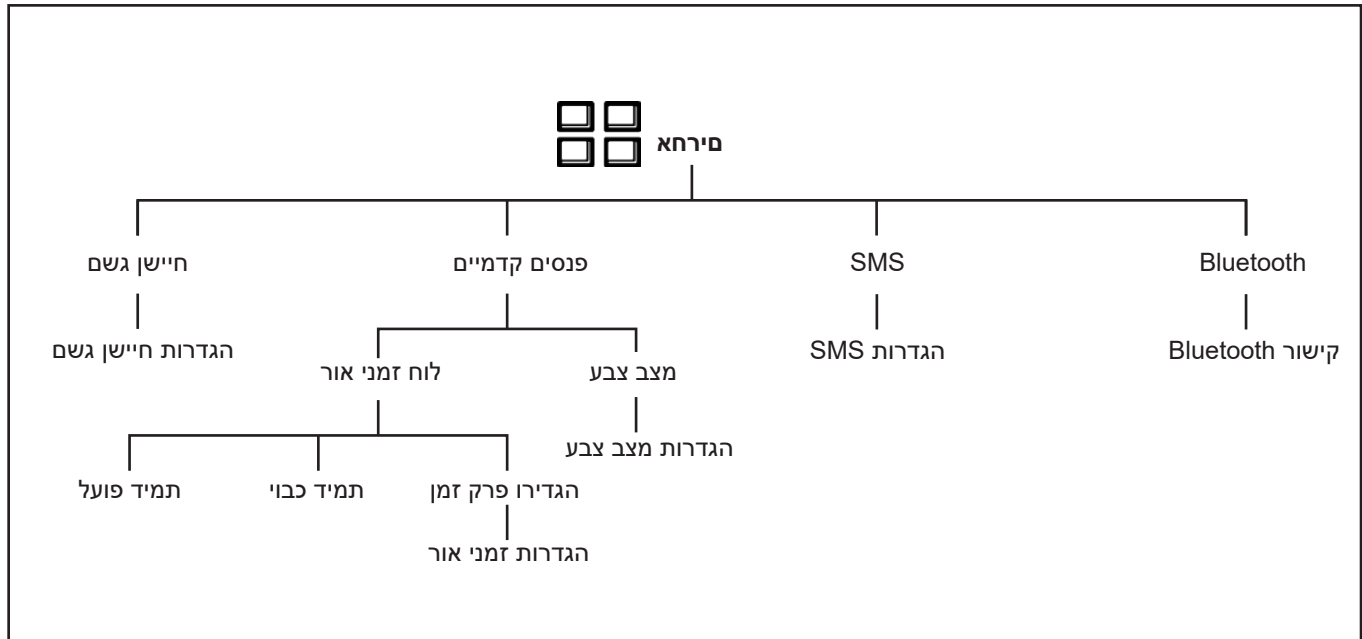 םירחא
Bluetooth
SMS
פנסים קדמיים
חיישן גשם
קישור Bluetooth
הגדרות SMS
הגדרות חיישן גשם
מצב צבע
לוח זמני אור
הגדרות מצב צבע
הגדירו פרק זמן
תמיד כבוי
תמיד פועל
הגדרות זמני אור